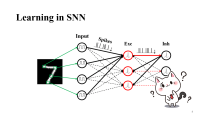 Learning in SNN
Input
Spikes
Exc
Inh
? ?
? ?